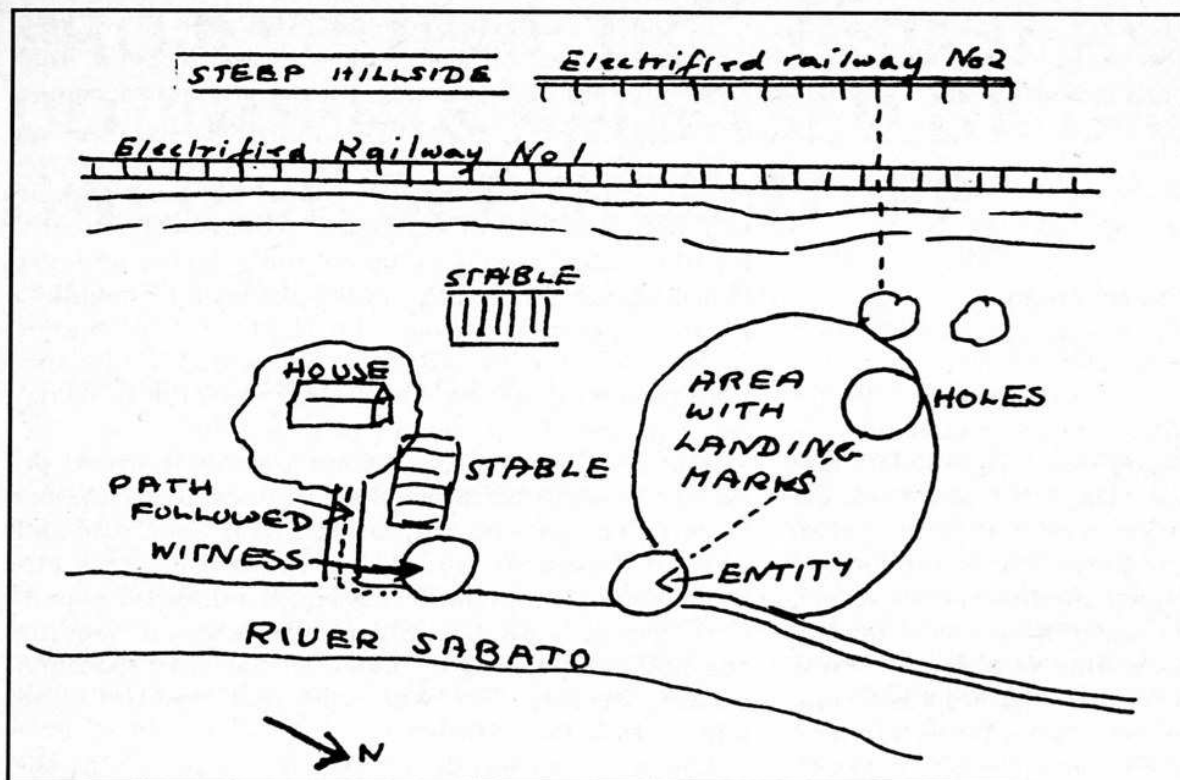 STEEP HILLSIDE
Electrified railway No2
Electrified Railway No1
STABLE
HOUSE
AREA
WITH
LANDING
MARKS
HOLES
STABLE
PATH
FOLLOWED
WITNESS
ENTITY
RIVER SABATO
N